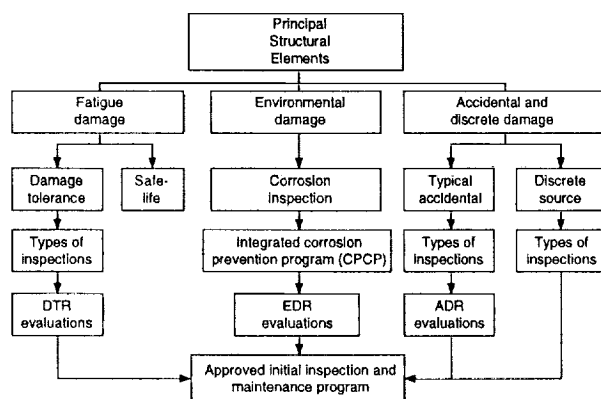 Principal
Structural
Elements
Fatigue
damage
Environmental
damage
Accidental and
discrete damage
Damage
tolerance
Safe-
life
Corrosion
inspection
Typical
accidental
Discrete
source
Types of
inspections
Integrated corrosion
prevention program (CPCP)
Types of
inspections
Types of
inspections
DTR
evaluations
EDR
evaluations
ADR
evaluations
Approved initial inspection and
maintenance program